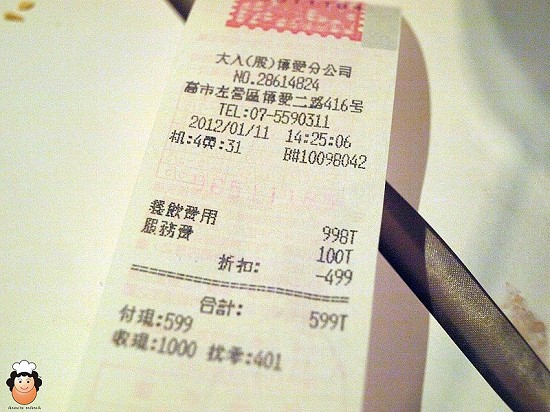 大入(股)博愛分公司
NO.28614824
高市左營區博愛二路416号
TEL:07-5590311
2012/01/11 14:25:06
机:4 頁:31 B#10098042
餐飲費用 998T
服務費 100T
折扣: -499
合計: 599T
付現:599
收現:1000 找零:401